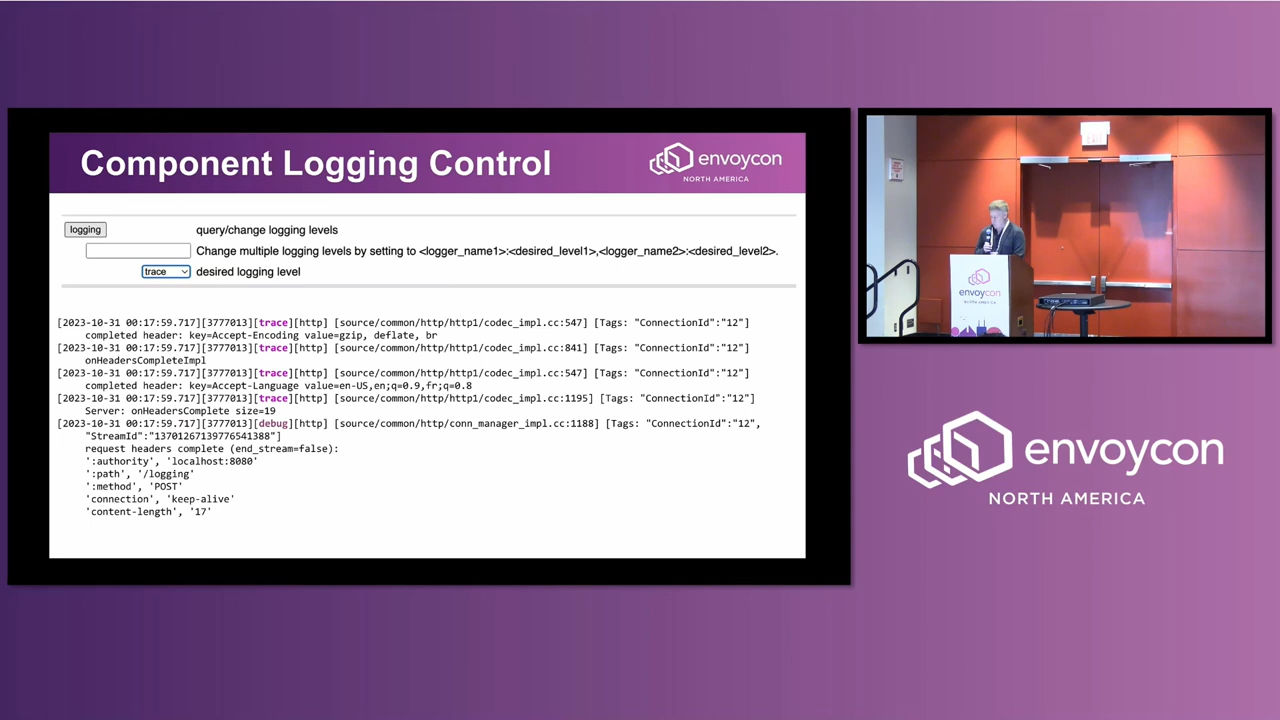 Component Logging Control
envoycon
NORTH AMERICA
logging
query/change logging levels
Change multiple logging levels by setting to <logger_name1>:<desired_level1>,<logger_name2>:<desired_level2>.
trace
desired logging level
[2023-10-31 00:17:59.717][3777013][trace][http] [source/common/http/http1/codec_impl.cc:547] [Tags: "ConnectionId":"12"]
completed header: key=Accept-Encoding value=gzip, deflate, br
[2023-10-31 00:17:59.717][3777013][trace][http] [source/common/http/http1/codec_impl.cc:841] [Tags: "ConnectionId":"12"]
onHeadersCompleteImpl
[2023-10-31 00:17:59.717][3777013][trace][http] [source/common/http/http1/codec_impl.cc:547] [Tags: "ConnectionId":"12"]
completed header: key=Accept-Language value=en-US,en;q=0.9,fr;q=0.8
[2023-10-31 00:17:59.717][3777013][trace][http] [source/common/http/http1/codec_impl.cc:1195] [Tags: "ConnectionId":"12"]
Server: onHeadersComplete size=19
[2023-10-31 00:17:59.717][3777013][debug][http] [source/common/http/conn_manager_impl.cc:1188] [Tags: "ConnectionId":"12",
"StreamId":"13701267139776541388"]
request headers complete (end_stream=false):
':authority', 'localhost:8080'
':path', '/logging'
':method', 'POST'
'connection', 'keep-alive'
'content-length', '17'
envoycon
envoycon
NORTH AMERICA